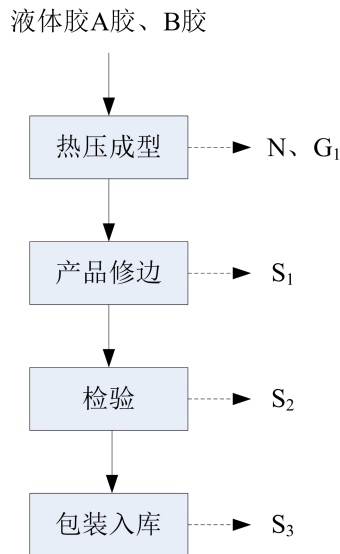 液体胶A胶、B胶
热压成型
N、G1
产品修边
S1
检验
S2
包装入库
S3